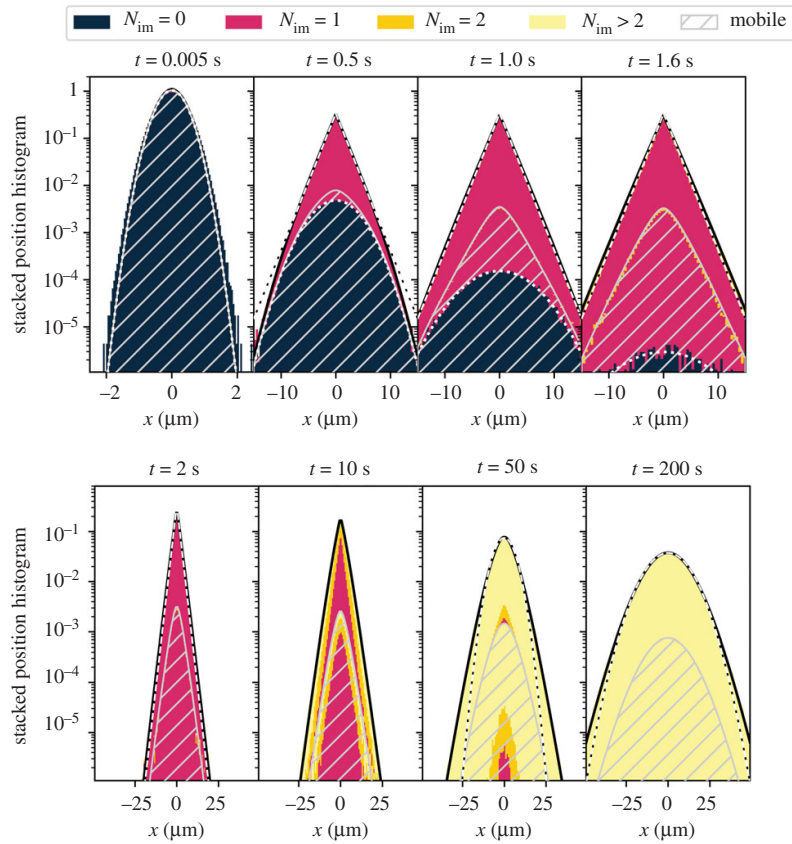 N_im = 0 N_im = 1 N_im = 2 N_im > 2 mobile
t = 0.005 s t = 0.5 s t = 1.0 s t = 1.6 s
stacked position histogram
1
10⁻¹
10⁻²
10⁻³
10⁻⁴
10⁻⁵
−2 0 2 −10 0 10 −10 0 10 −10 0 10
x (μm) x (μm) x (μm) x (μm)
t = 2 s t = 10 s t = 50 s t = 200 s
stacked position histogram
10⁻¹
10⁻²
10⁻³
10⁻⁴
10⁻⁵
−25 0 25 −25 0 25 −25 0 25 −25 0 25
x (μm) x (μm) x (μm) x (μm)